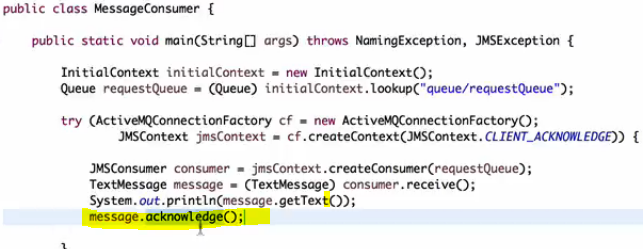 public class MessageConsumer {
public static void main(String[] args) throws NamingException, JMSException {
InitialContext initialContext = new InitialContext();
Queue requestQueue = (Queue) initialContext.lookup("queue/requestQueue");
try (ActiveMQConnectionFactory cf = new ActiveMQConnectionFactory();
JMSContext jmsContext = cf.createContext(JMSContext.CLIENT_ACKNOWLEDGE)) {
JMSConsumer consumer = jmsContext.createConsumer(requestQueue);
TextMessage message = (TextMessage) consumer.receive();
System.out.println(message.getText());
message.acknowledge();
}